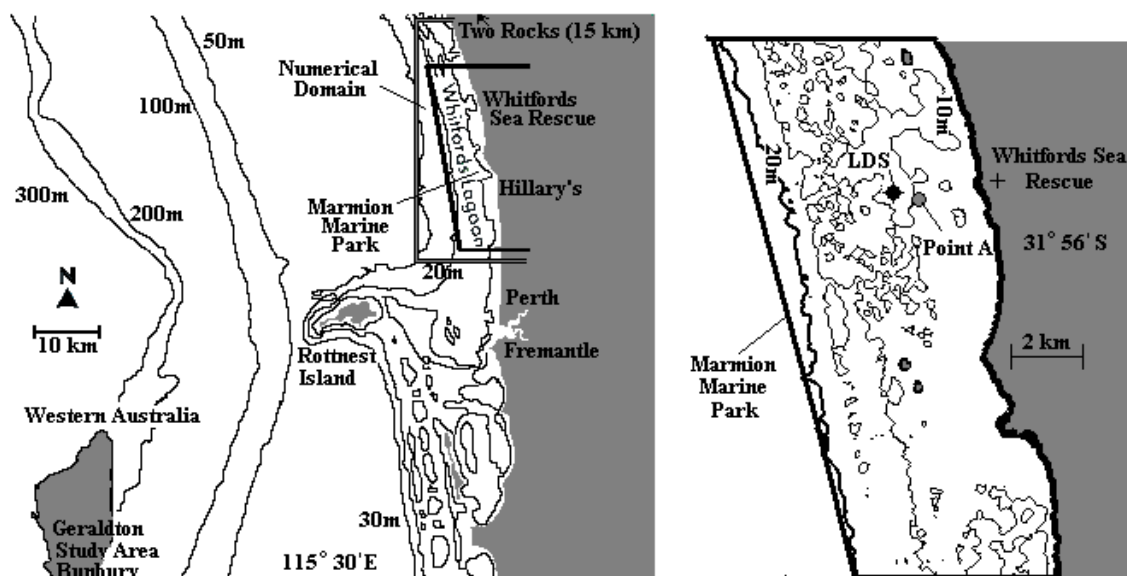 50m
Two Rocks (15 km)
Numerical
Domain
100m
Whitfords
Sea Rescue
Whitfords Lagoon
300m
200m
Marmion
Marine
Park
Hillary's
20m
N
10 km
Perth
Rottnest
Island
Fremantle
Western Australia
30m
Geraldton
Study Area
Bunbury
115° 30'E
10m
20m
LDS
Whitfords Sea
+ Rescue
Point A
31° 56' S
Marmion
Marine
Park
2 km